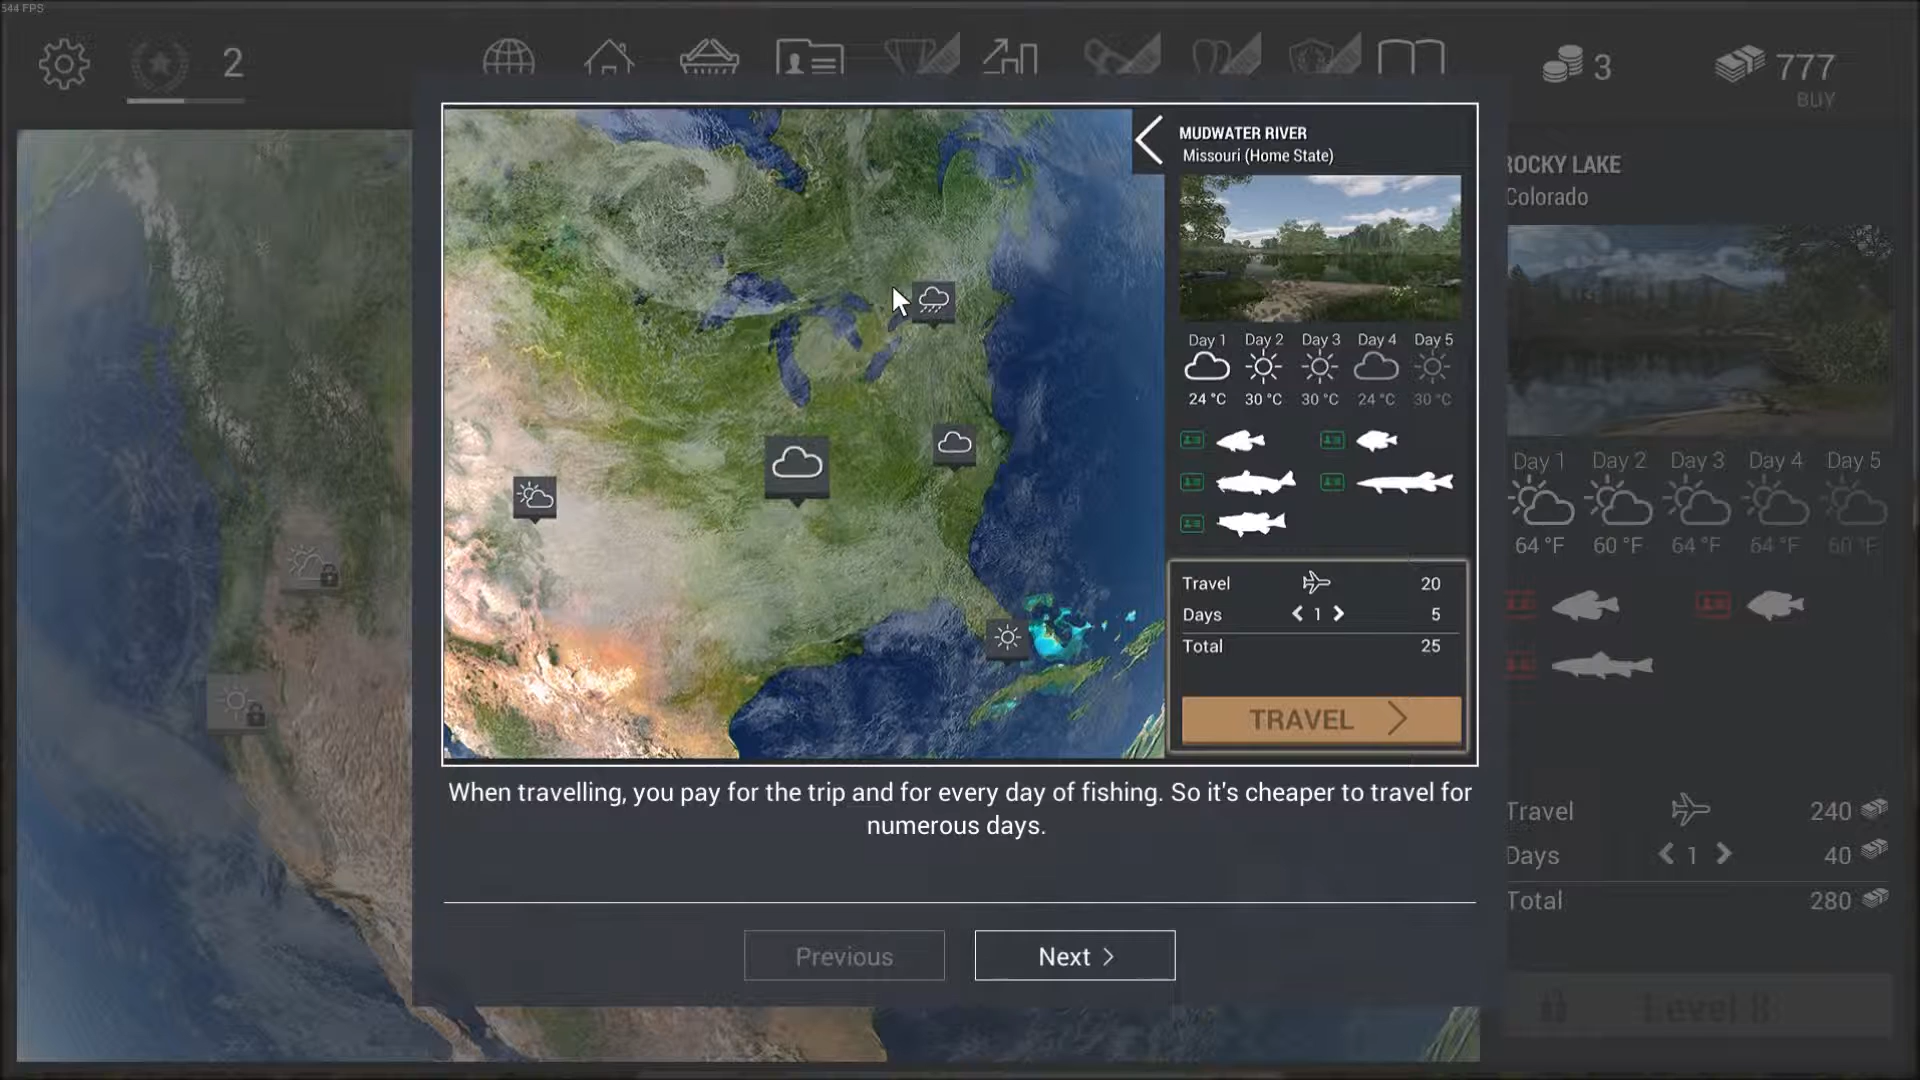 544 FPS
2
3
777
BUY
MUDWATER RIVER
Missouri (Home State)
Day 1 Day 2 Day 3 Day 4 Day 5
24 °C 30 °C 30 °C 24 °C 30 °C
Travel 20
Days 1 5
Total 25
TRAVEL
When travelling, you pay for the trip and for every day of fishing. So it's cheaper to travel for
numerous days.
Previous
Next
ROCKY LAKE
Colorado
Day 1 Day 2 Day 3 Day 4 Day 5
64 °F 60 °F 64 °F 64 °F 60 °F
Travel 240
Days 1 40
Total 280
Level 8